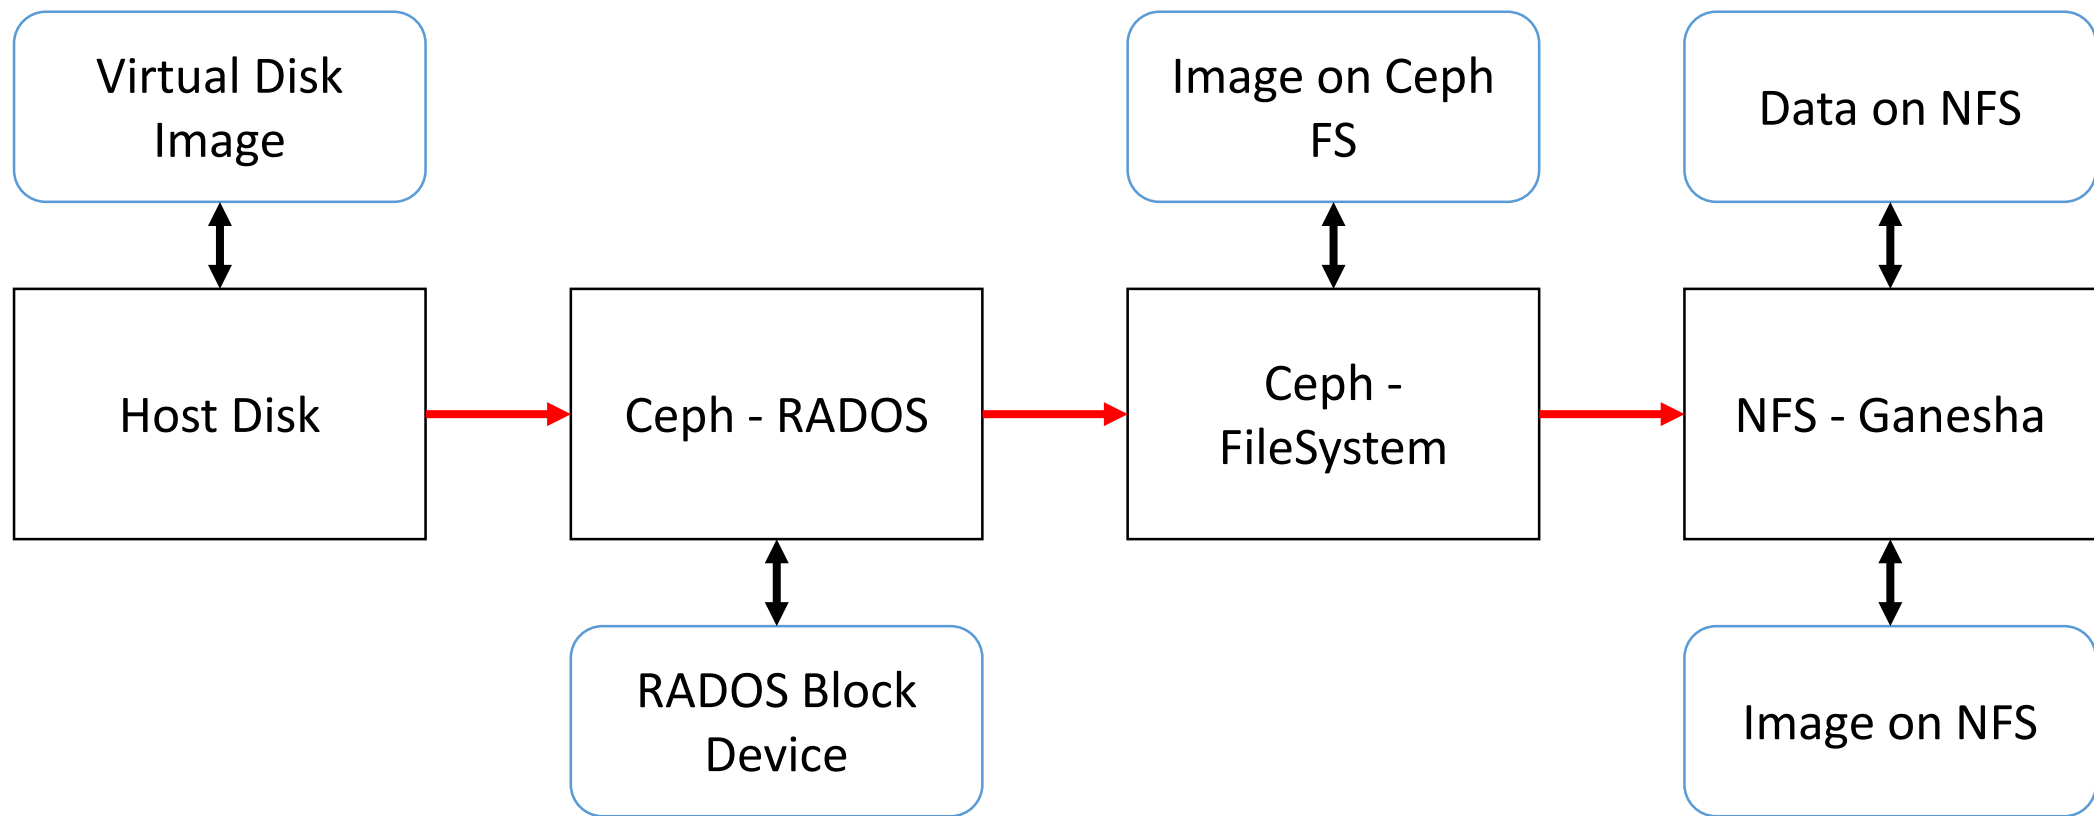 Virtual Disk
Image
Image on Ceph
FS
Data on NFS
Host Disk
Ceph - RADOS
Ceph -
FileSystem
NFS - Ganesha
RADOS Block
Device
Image on NFS